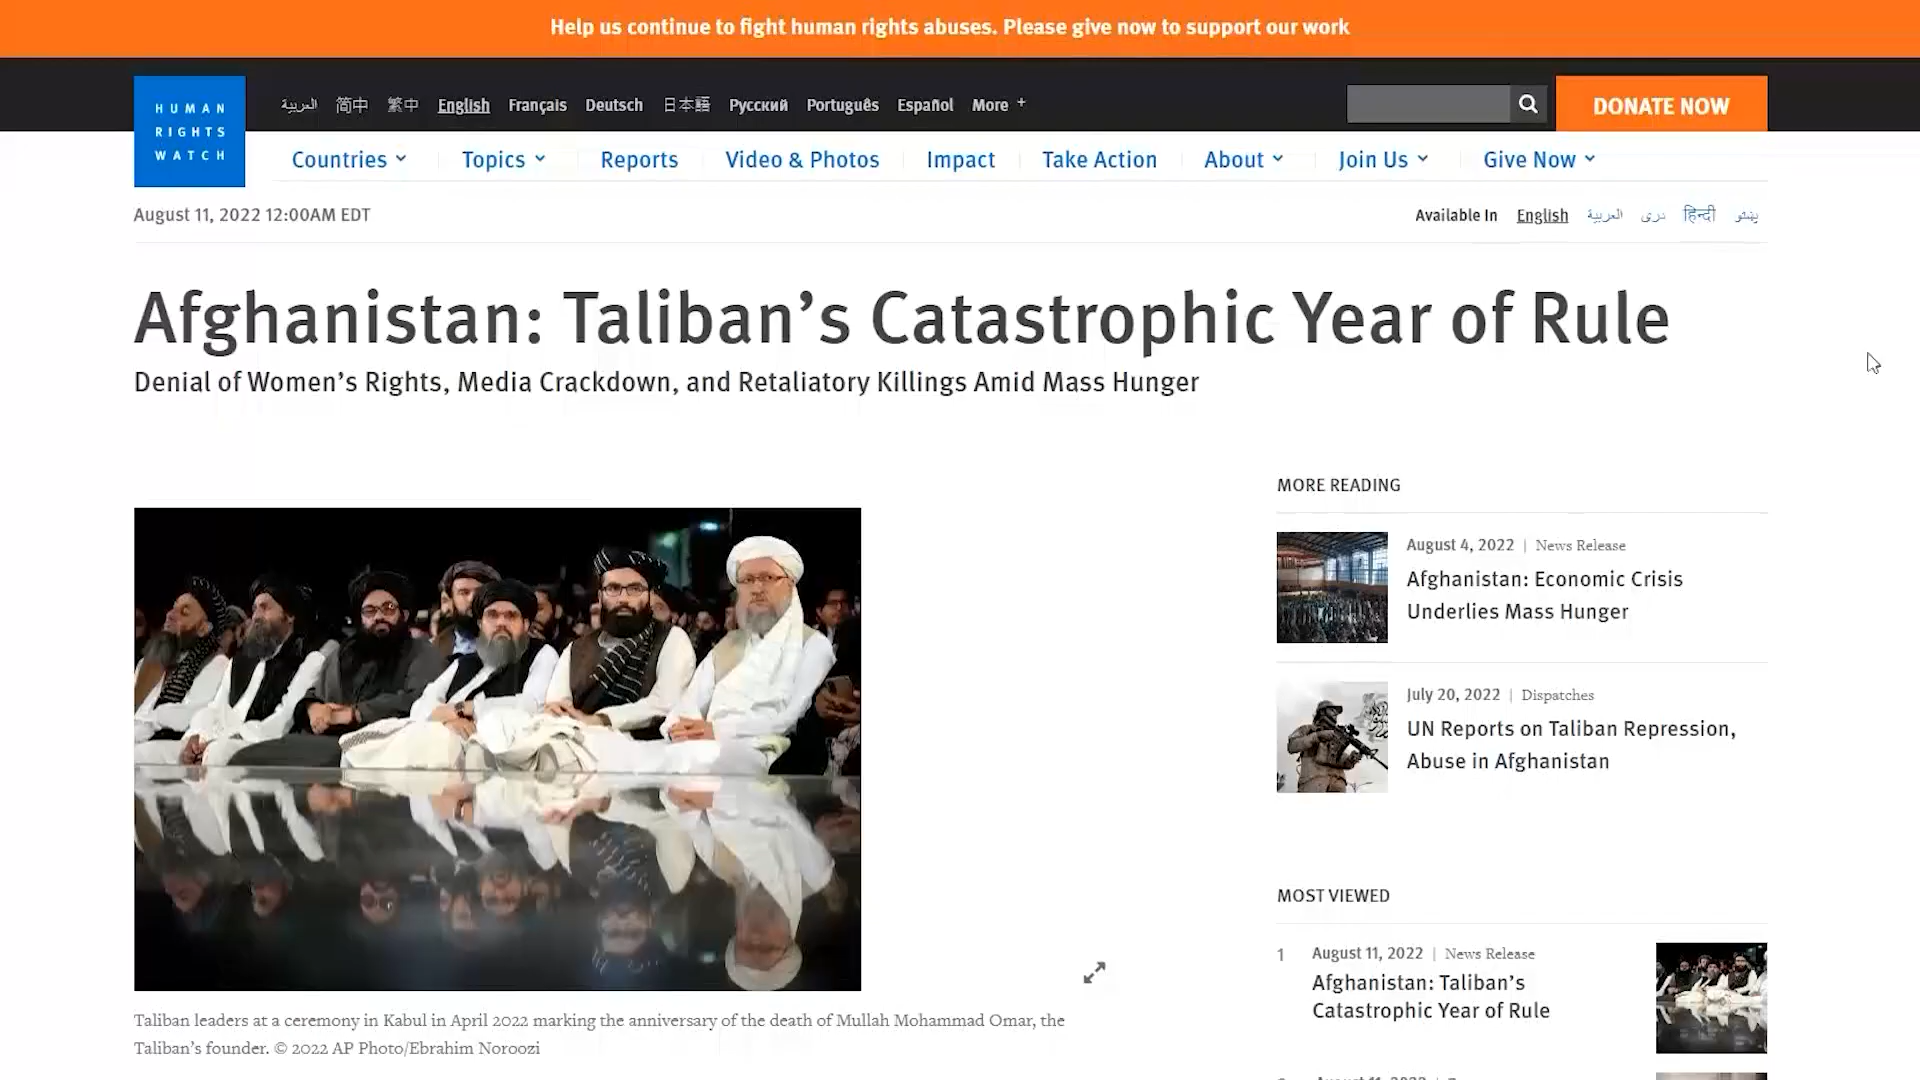 Help us continue to fight human rights abuses. Please give now to support our work
HUMAN
RIGHTS
WATCH
العربية 简中 繁中 English Français Deutsch 日本語 Русский Português Español More +
DONATE NOW
Countries Topics Reports Video & Photos Impact Take Action About Join Us Give Now
August 11, 2022 12:00AM EDT
Available In English العربية دری हिन्दी پښتو
Afghanistan: Taliban’s Catastrophic Year of Rule
Denial of Women’s Rights, Media Crackdown, and Retaliatory Killings Amid Mass Hunger
Taliban leaders at a ceremony in Kabul in April 2022 marking the anniversary of the death of Mullah Mohammad Omar, the
Taliban’s founder. © 2022 AP Photo/Ebrahim Noroozi
MORE READING
August 4, 2022 | News Release
Afghanistan: Economic Crisis
Underlies Mass Hunger
July 20, 2022 | Dispatches
UN Reports on Taliban Repression,
Abuse in Afghanistan
MOST VIEWED
1 August 11, 2022 | News Release
Afghanistan: Taliban’s
Catastrophic Year of Rule